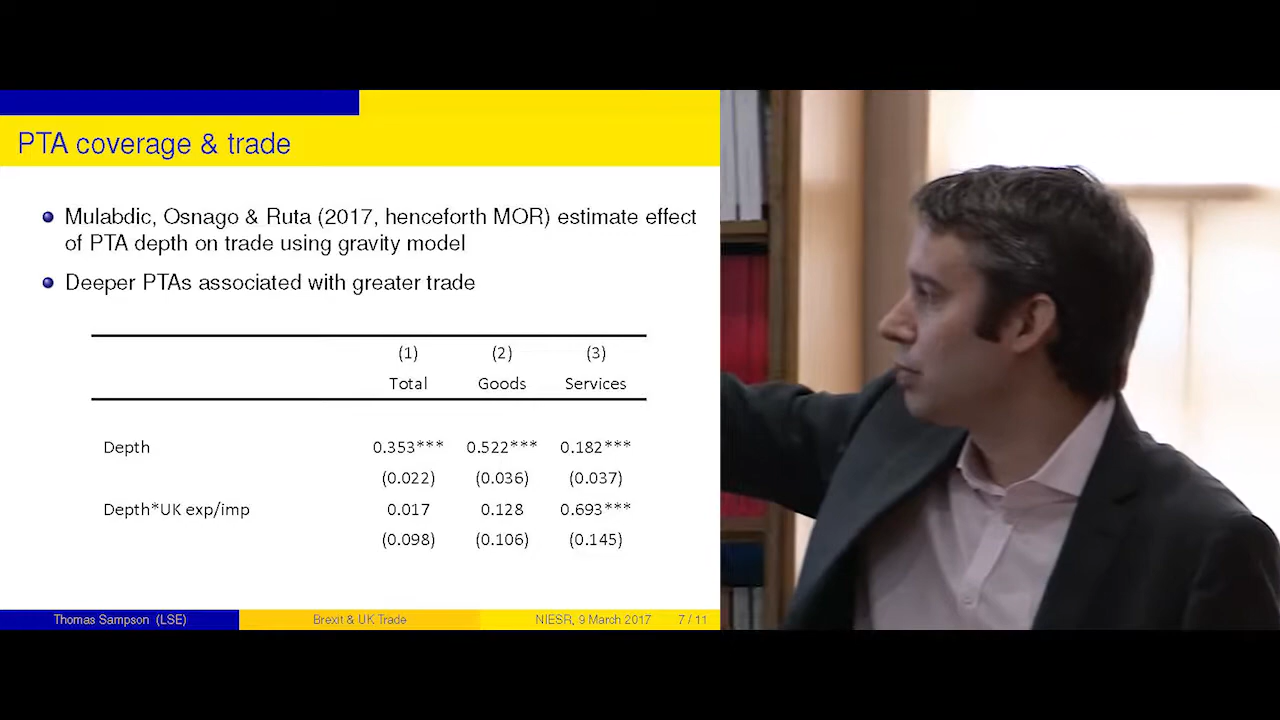 PTA coverage & trade
Mulabdic, Osnago & Ruta (2017, henceforth MOR) estimate effect
of PTA depth on trade using gravity model
Deeper PTAs associated with greater trade
(1) (2) (3)
Total Goods Services
Depth 0.353*** 0.522*** 0.182***
(0.022) (0.036) (0.037)
Depth*UK exp/imp 0.017 0.128 0.693***
(0.098) (0.106) (0.145)
Thomas Sampson (LSE) Brexit & UK Trade NIESR, 9 March 2017 7 / 11